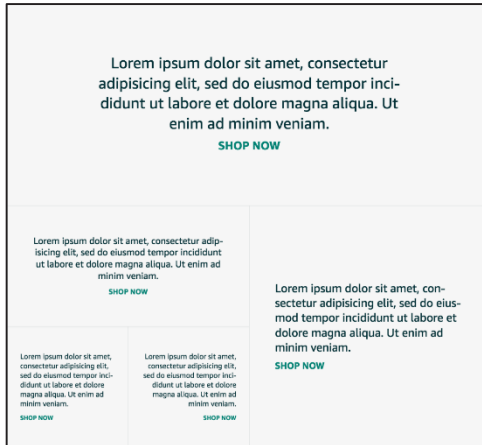 Lorem ipsum dolor sit amet, consectetur
adipisicing elit, sed do eiusmod tempor inci-
didunt ut labore et dolore magna aliqua. Ut
enim ad minim veniam.
SHOP NOW
Lorem ipsum dolor sit amet, consectetur adip-
isicing elit, sed do eiusmod tempor incididunt
ut labore et dolore magna aliqua. Ut enim ad
minim veniam.
SHOP NOW
Lorem ipsum dolor sit amet,
consectetur adipisicing elit,
sed do eiusmod tempor inci-
didunt ut labore et dolore
magna aliqua. Ut enim ad
minim veniam.
SHOP NOW
Lorem ipsum dolor sit amet,
consectetur adipisicing elit,
sed do eiusmod tempor inci-
didunt ut labore et dolore
magna aliqua. Ut enim ad
minim veniam.
SHOP NOW
Lorem ipsum dolor sit amet, con-
sectetur adipisicing elit, sed do eius-
mod tempor incididunt ut labore et
dolore magna aliqua. Ut enim ad
minim veniam.
SHOP NOW